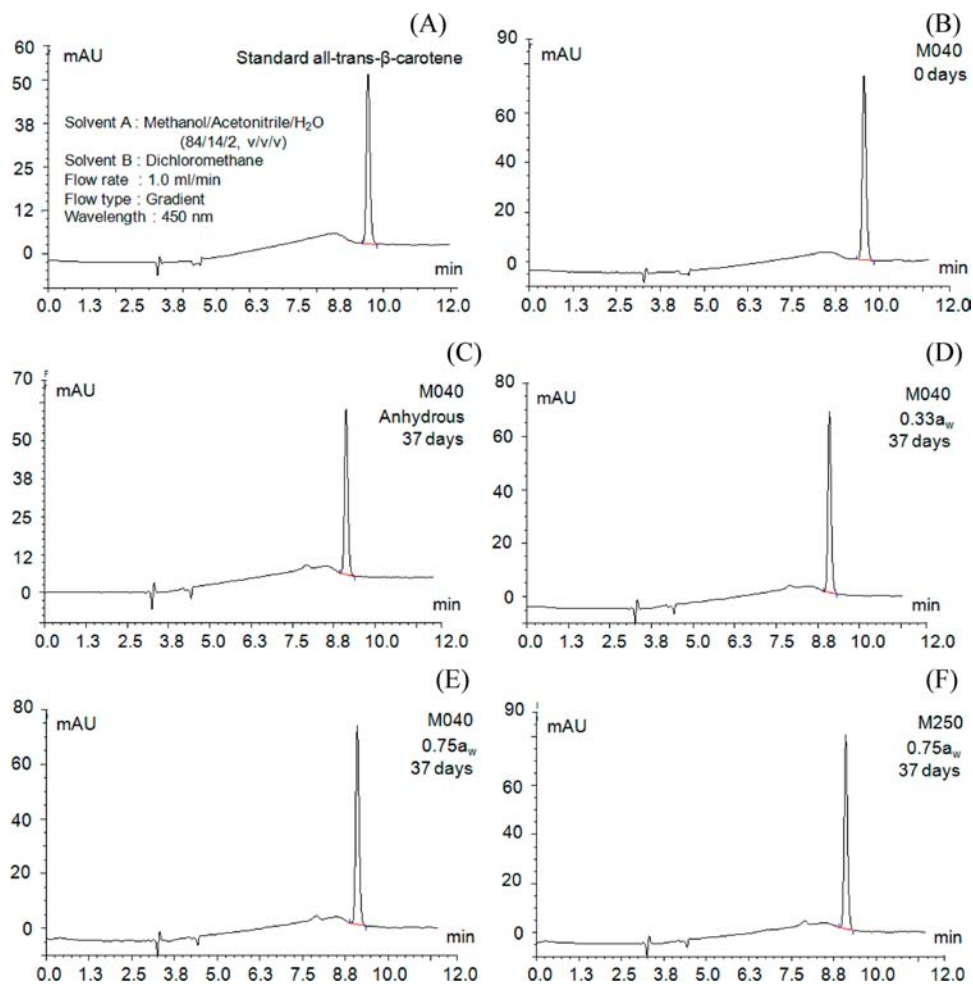 (A)
60
mAU
Standard all-trans-β-carotene
50
38
Solvent A : Methanol/Acetonitrile/H₂O
(84/14/2, v/v/v)
Solvent B : Dichloromethane
25
Flow rate : 1.0 ml/min
Flow type : Gradient
12
Wavelength : 450 nm
0
min
0.0 1.3 2.5 3.8 5.0 6.3 7.5 8.8 10.0 12.0
(B)
90
mAU
M040
0 days
60
40
20
0
min
0.0 1.3 2.5 3.8 5.0 6.3 7.5 8.8 10.0 12.0
(C)
70
mAU
M040
Anhydrous
50
37 days
38
25
12
0
min
0.0 1.3 2.5 3.8 5.0 6.3 7.5 8.8 10.0 12.0
(D)
80
mAU
M040
0.33aw
60
37 days
40
20
0
min
0.0 1.3 2.5 3.8 5.0 6.3 7.5 8.8 10.0 12.0
(E)
80
mAU
M040
0.75aw
60
37 days
40
20
0
min
0.0 1.3 2.5 3.8 5.0 6.3 7.5 8.8 10.0 12.0
(F)
90
mAU
M250
0.75aw
60
37 days
40
50
20
0
min
0.0 1.3 2.5 3.8 5.0 6.3 7.5 8.8 10.0 12.0